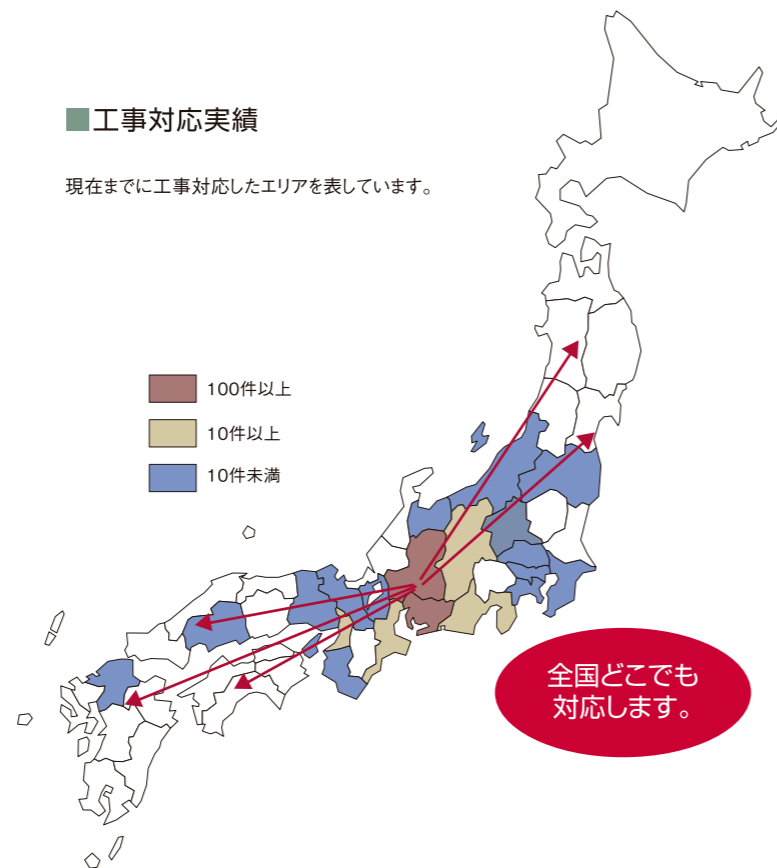 ■工事対応実績
現在までに工事対応したエリアを表しています。
100件以上
10件以上
10件未満
全国どこでも
対応します。